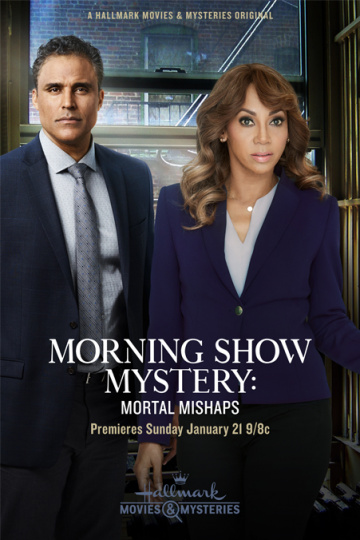 A HALLMARK MOVIES & MYSTERIES ORIGINAL
MORNING SHOW
MYSTERY:
MORTAL MISHAPS
Premieres Sunday January 21 9/8c
Hallmark
MOVIES & MYSTERIES